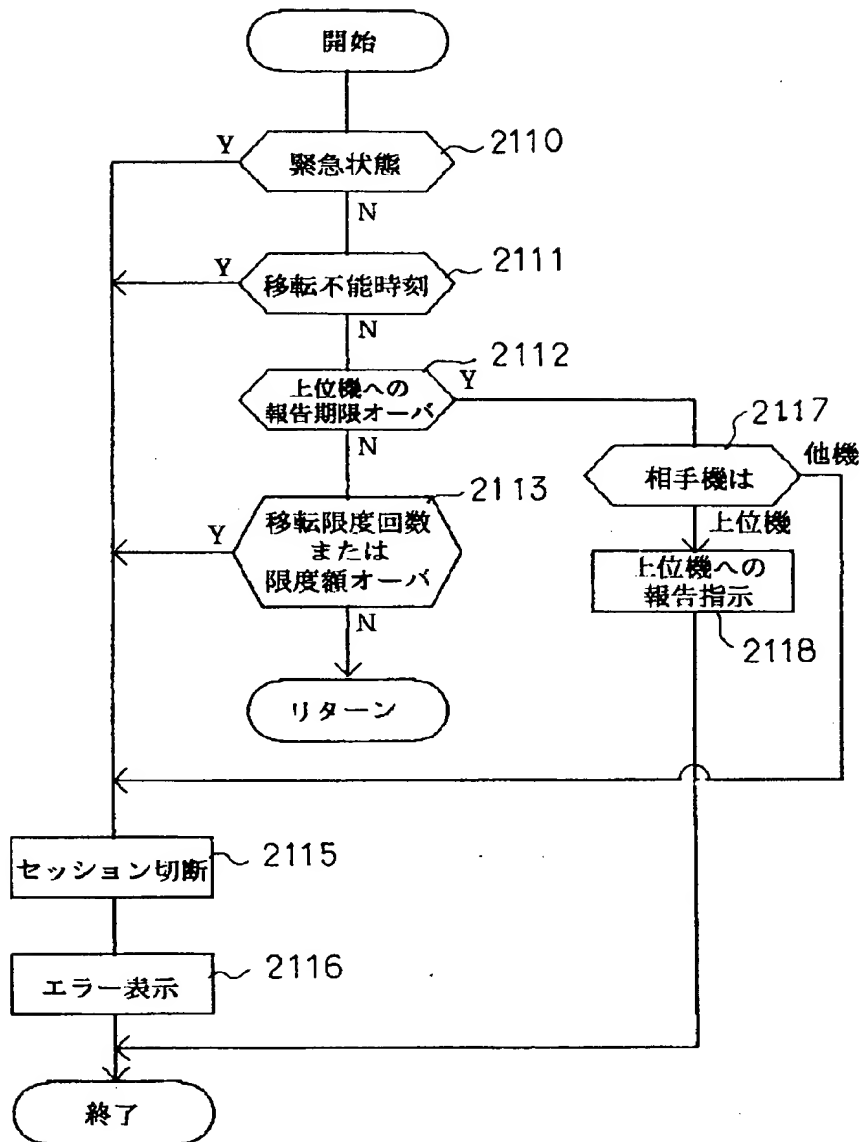 開始
Y
緊急状態
2110
N
Y
移転不能時刻
2111
N
上位機への
報告期限オーバ
2112
Y
N
2117
相手機は
他機
上位機
Y
移転限度回数
または
限度額オーバ
2113
N
上位機への
報告指示
2118
リターン
セッション切断
2115
エラー表示
2116
終了